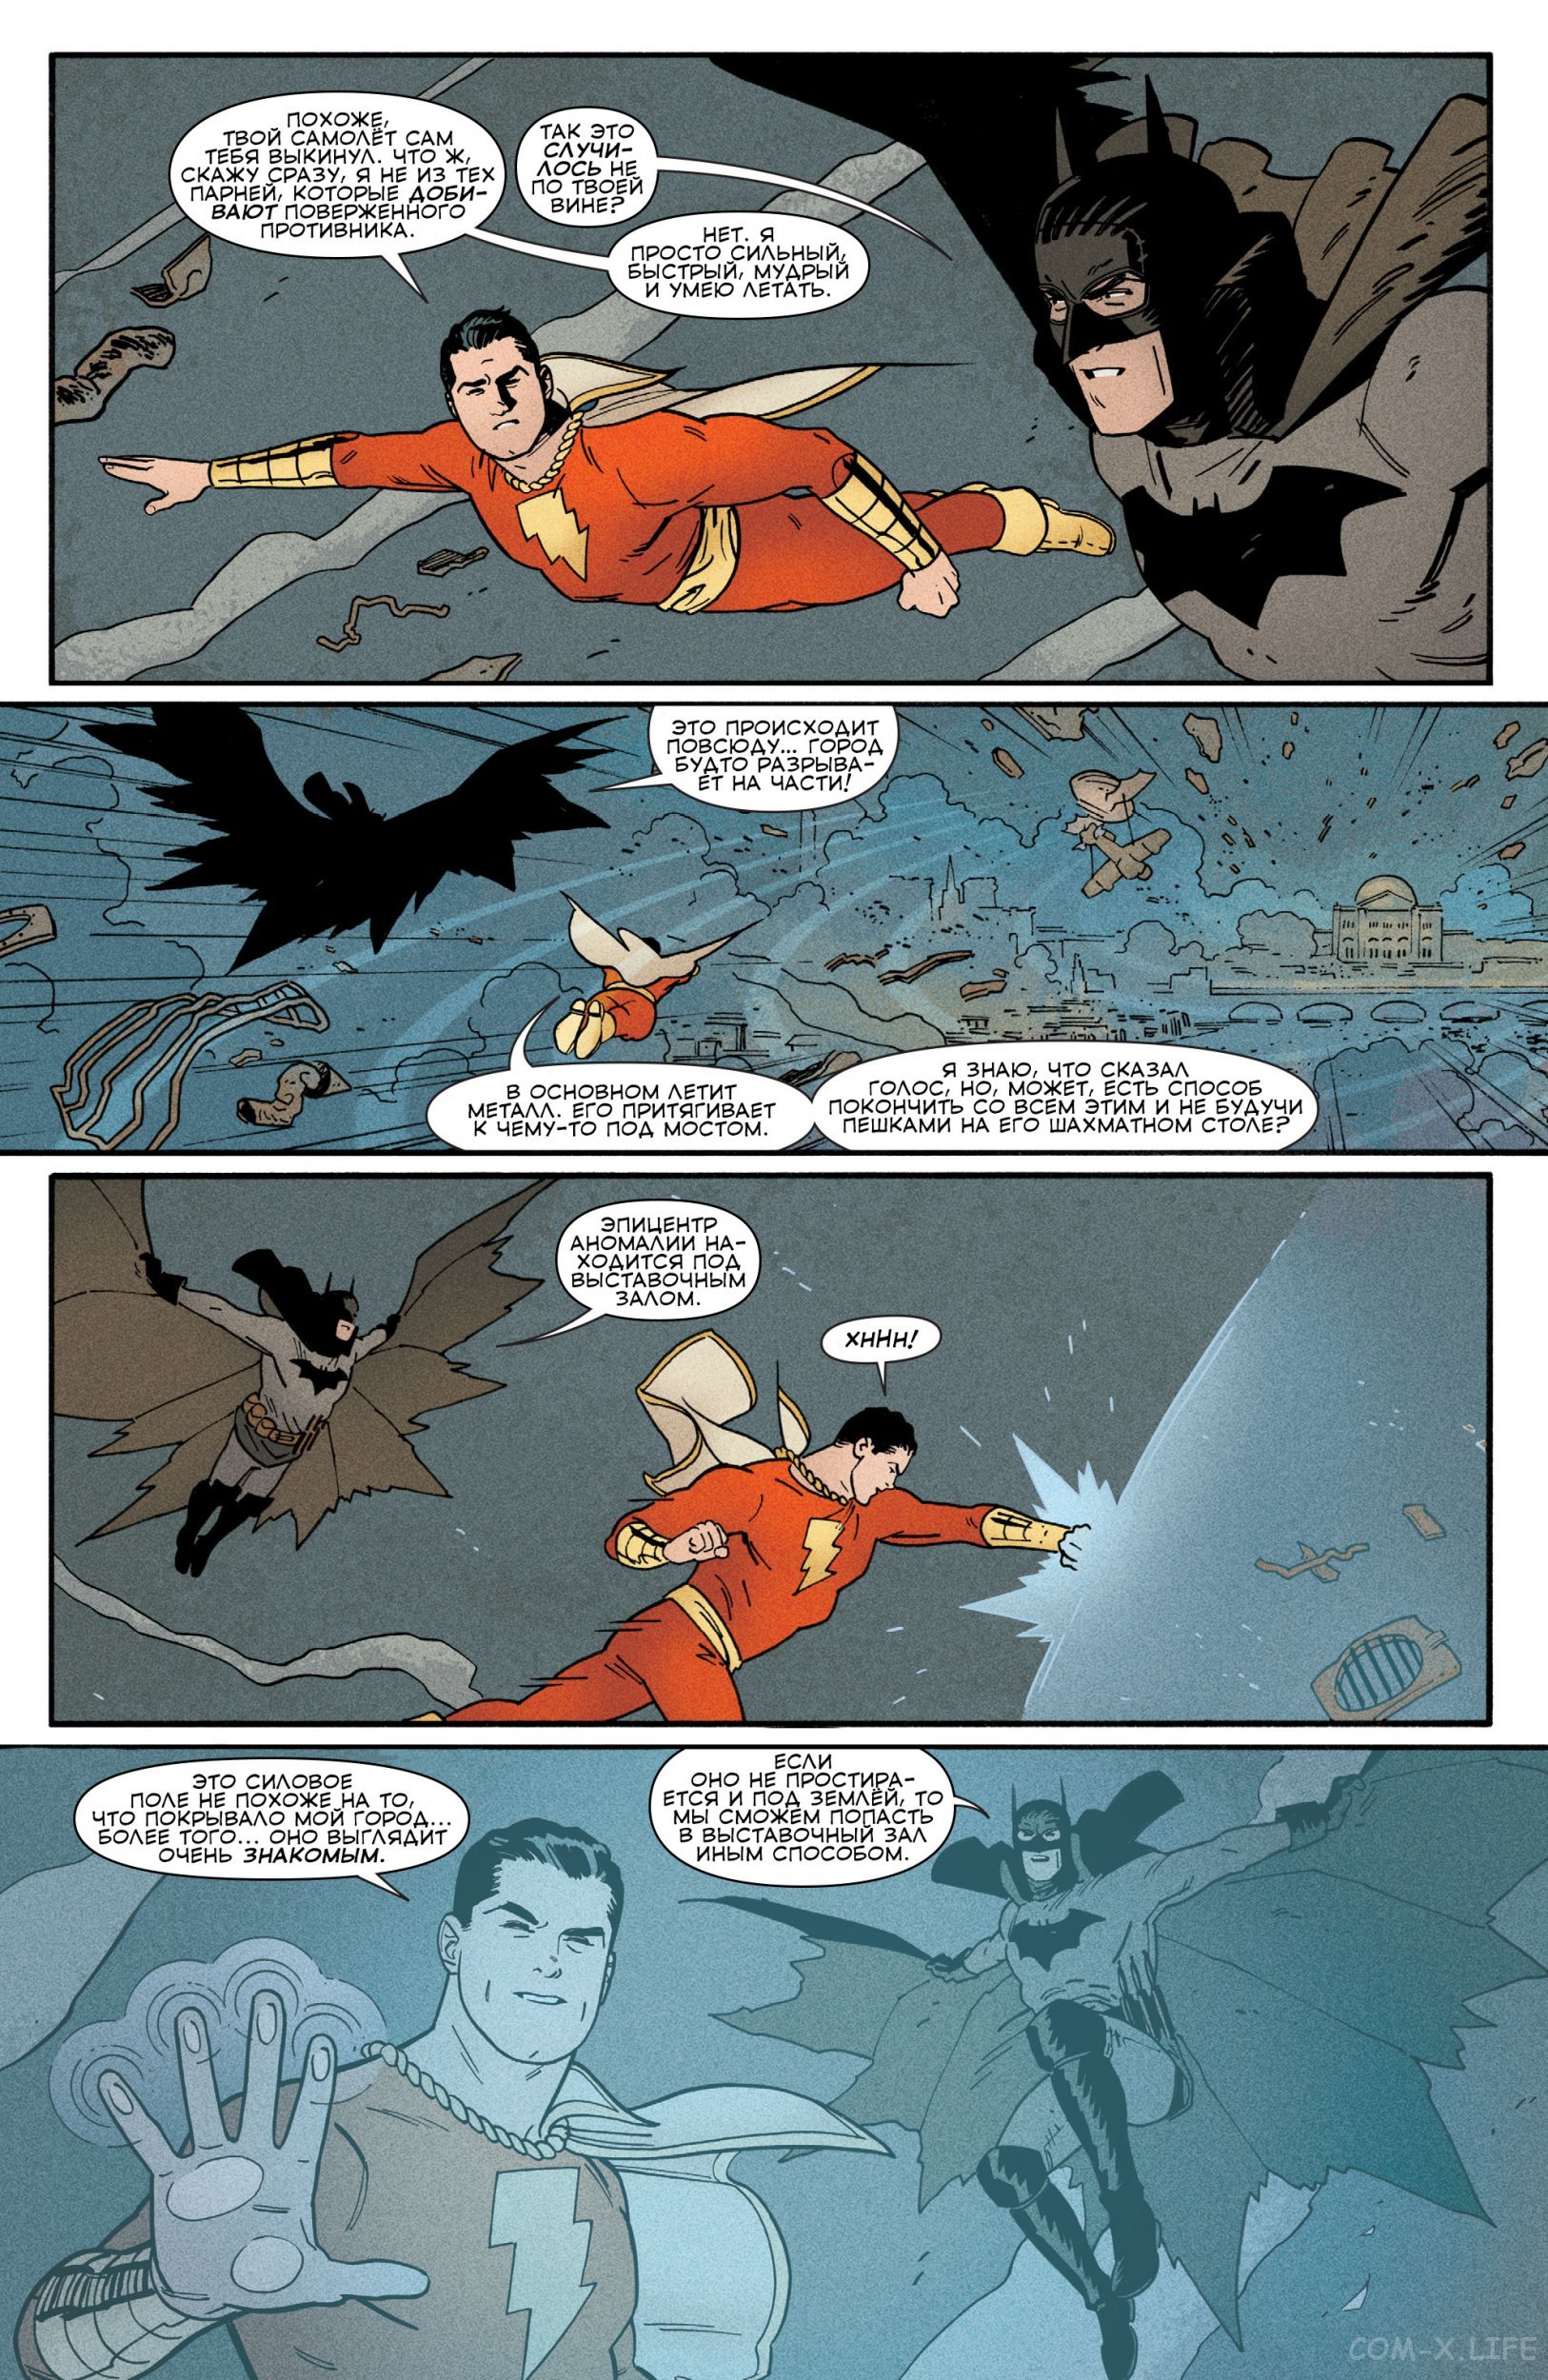 ПОХОЖЕ,
ТВОЙ САМОЛЁТ САМ
ТЕБЯ ВЫКИНУЛ. ЧТО Ж,
СКАЖУ СРАЗУ, Я НЕ ИЗ ТЕХ
ПАРНЕЙ, КОТОРЫЕ ДОБИ-
ВАЮТ ПОВЕРЖЕННОГО
ПРОТИВНИКА.
ТАК ЭТО
СЛУЧИ-
ЛОСЬ НЕ
ПО ТВОЕЙ
ВИНЕ?
НЕТ. Я
ПРОСТО СИЛЬНЫЙ,
БЫСТРЫЙ, МУДРЫЙ
И УМЕЮ ЛЕТАТЬ.
ЭТО ПРОИСХОДИТ
ПОВСЮДУ... ГОРОД
БУДТО РАЗРЫВА-
ЕТ НА ЧАСТИ!
В ОСНОВНОМ ЛЕТИТ
МЕТАЛЛ. ЕГО ПРИТЯГИВАЕТ
К ЧЕМУ-ТО ПОД МОСТОМ.
Я ЗНАЮ, ЧТО СКАЗАЛ
ГОЛОС, НО, МОЖЕТ, ЕСТЬ СПОСОБ
ПОКОНЧИТЬ СО ВСЕМ ЭТИМ И НЕ БУДУЧИ
ПЕШКАМИ НА ЕГО ШАХМАТНОМ СТОЛЕ?
ЭПИЦЕНТР
АНОМАЛИИ НА-
ХОДИТСЯ ПОД
ВЫСТАВОЧНЫМ
ЗАЛОМ.
ХННН!
ЭТО СИЛОВОЕ
ПОЛЕ НЕ ПОХОЖЕ НА ТО,
ЧТО ПОКРЫВАЛО МОЙ ГОРОД...
БОЛЕЕ ТОГО... ОНО ВЫГЛЯДИТ
ОЧЕНЬ ЗНАКОМЫМ.
ЕСЛИ
ОНО НЕ ПРОСТИРА-
ЕТСЯ И ПОД ЗЕМЛЁЙ, ТО
МЫ СМОЖЕМ ПОПАСТЬ
В ВЫСТАВОЧНЫЙ ЗАЛ
ИНЫМ СПОСОБОМ.
COM-X.LIFE